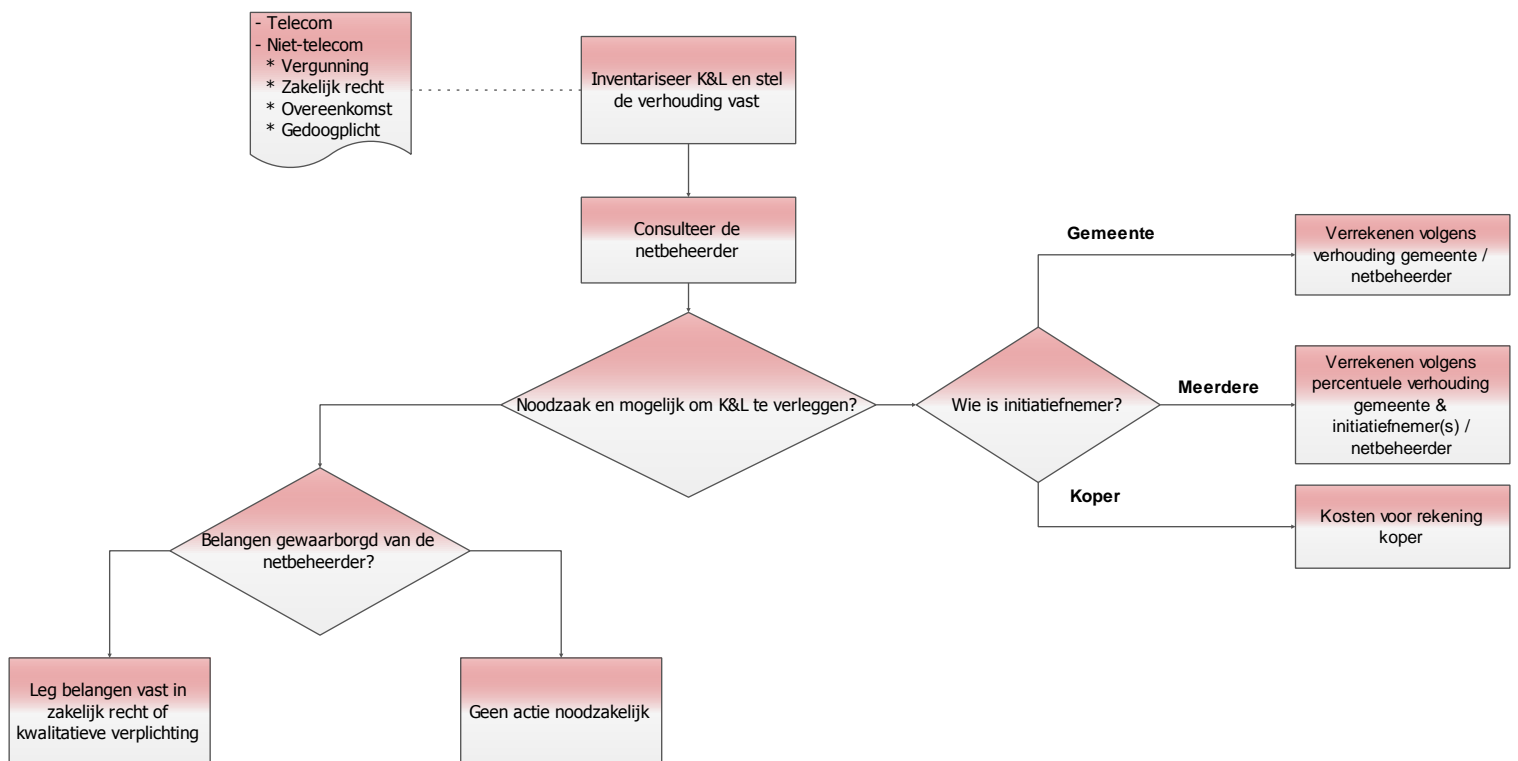 - Telecom
- Niet-telecom
* Vergunning
* Zakelijk recht
* Overeenkomst
* Gedoogplicht
Inventariseer K&L en stel
de verhouding vast
Consulteer de
netbeheerder
Noodzaak en mogelijk om K&L te verleggen?
Wie is initiatiefnemer?
Gemeente
Verrekenen volgens
verhouding gemeente /
netbeheerder
Meerdere
Verrekenen volgens
percentuele verhouding
gemeente &
initiatiefnemer(s) /
netbeheerder
Koper
Kosten voor rekening
koper
Belangen gewaarborgd van de
netbeheerder?
Leg belangen vast in
zakelijk recht of
kwalitatieve verplichting
Geen actie noodzakelijk